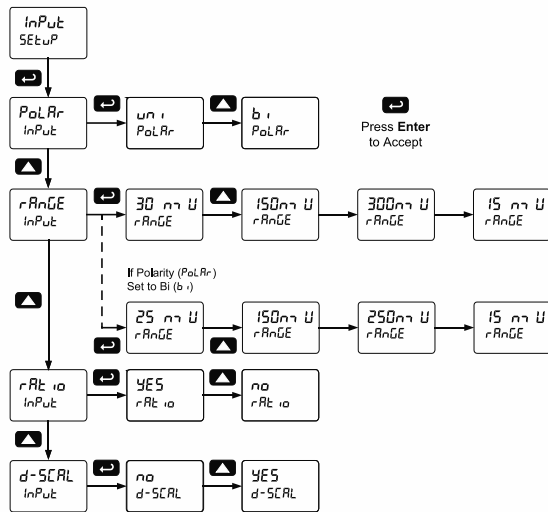 InPut
SEtuP
PoLAr
InPut
uni
PoLAr
bi
PoLAr
Press Enter
to Accept
rAnGE
InPut
30 mV
rAnGE
150mV
rAnGE
300mV
rAnGE
15 mV
rAnGE
If Polarity (PoLAr)
Set to Bi (bi)
25 mV
rAnGE
150mV
rAnGE
250mV
rAnGE
15 mV
rAnGE
rAtio
InPut
YES
rAtio
no
rAtio
d-SCAL
InPut
no
d-SCAL
YES
d-SCAL